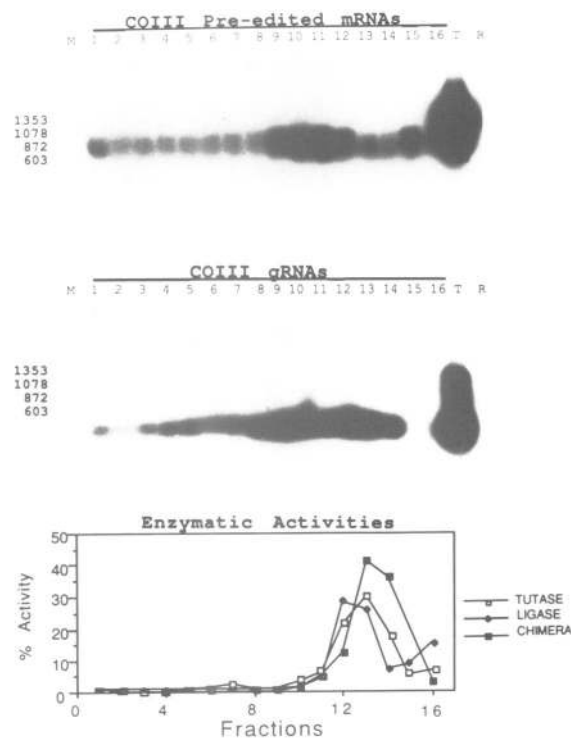 COIII Pre-edited mRNAs
M 1 2 3 4 5 6 7 8 9 10 11 12 13 14 15 16 T R
1353
1078
872
603
COIII gRNAs
M 1 2 3 4 5 6 7 8 9 10 11 12 13 14 15 16 T R
1353
1078
872
603
Enzymatic Activities
50
40
30
20
10
0
% Activity
0 4 8 12 16
Fractions
TUTASE
LIGASE
CHIMERA